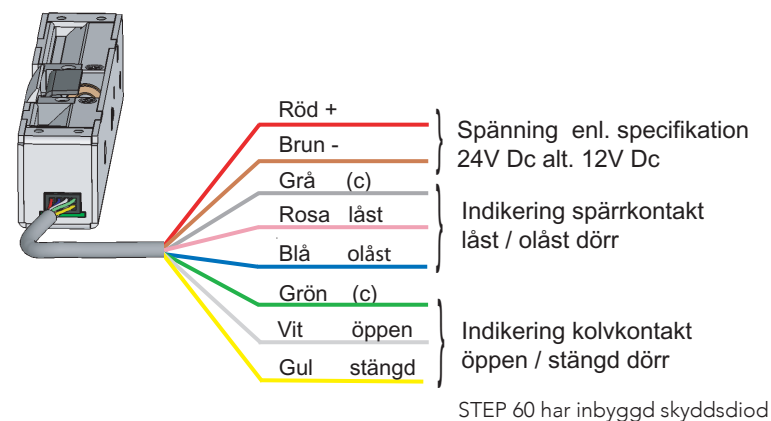 Röd +
Brun -
Spänning enl. specifikation
24V Dc alt. 12V Dc
Grå (c)
Rosa låst
Blå olåst
Indikering spärrkontakt
låst / olåst dörr
Grön (c)
Vit öppen
Gul stängd
Indikering kolvkontakt
öppen / stängd dörr
STEP 60 har inbyggd skyddsdiod